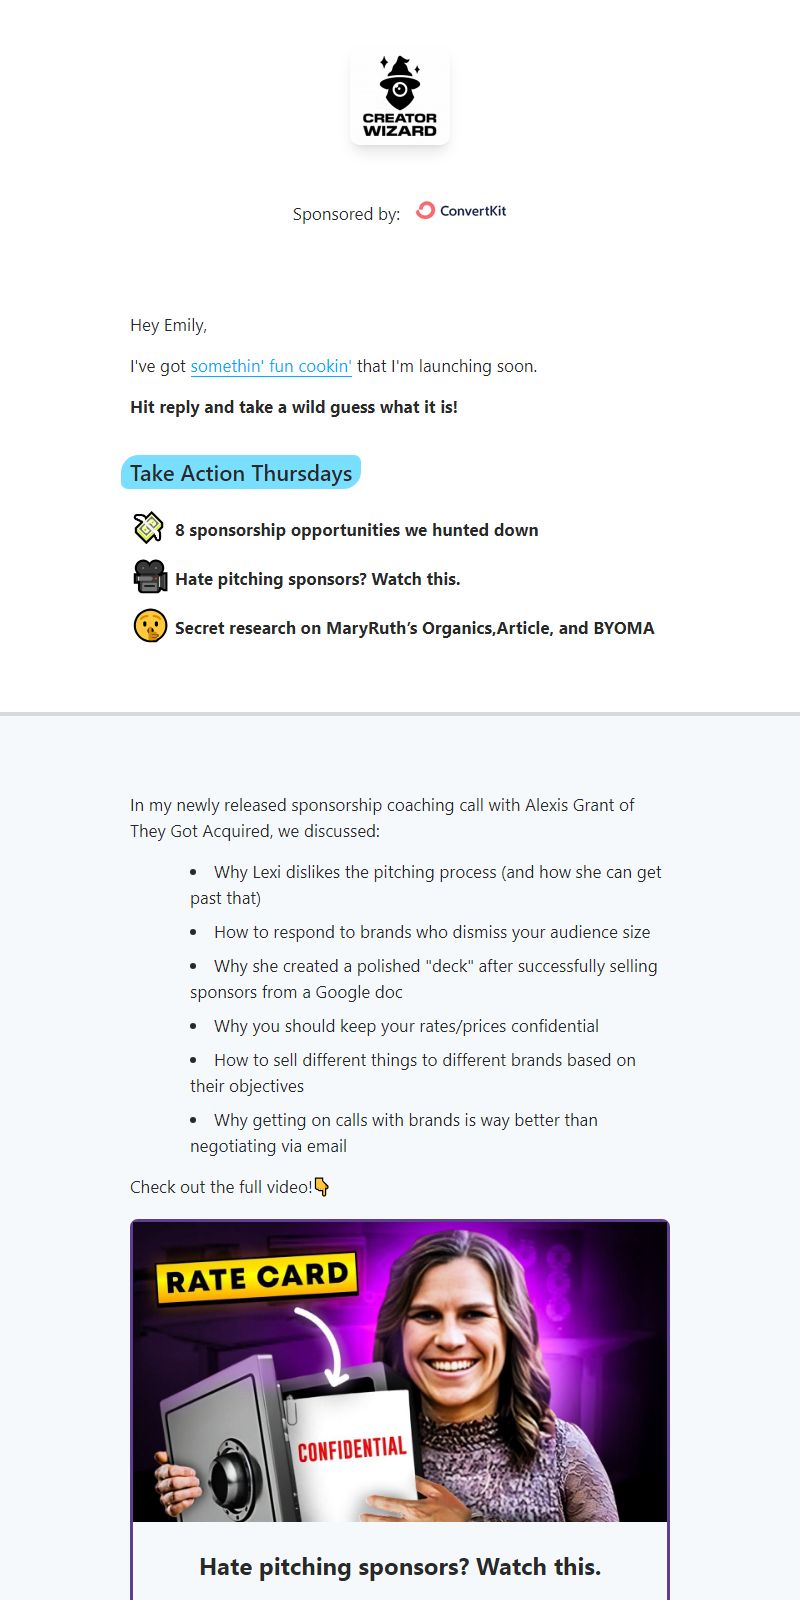 CREATOR
WIZARD
Sponsored by: ConvertKit
Hey Emily,
I've got somethin' fun cookin' that I'm launching soon.
Hit reply and take a wild guess what it is!
Take Action Thursdays
8 sponsorship opportunities we hunted down
Hate pitching sponsors? Watch this.
Secret research on MaryRuth’s Organics,Article, and BYOMA
In my newly released sponsorship coaching call with Alexis Grant of
They Got Acquired, we discussed:
• Why Lexi dislikes the pitching process (and how she can get
past that)
• How to respond to brands who dismiss your audience size
• Why she created a polished "deck" after successfully selling
sponsors from a Google doc
• Why you should keep your rates/prices confidential
• How to sell different things to different brands based on
their objectives
• Why getting on calls with brands is way better than
negotiating via email
Check out the full video!👇
RATE CARD
CONFIDENTIAL
Hate pitching sponsors? Watch this.